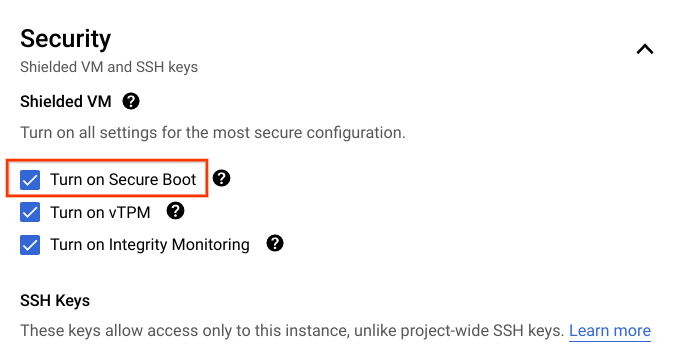 Security
Shielded VM and SSH keys
Shielded VM ?
Turn on all settings for the most secure configuration.
Turn on Secure Boot ?
Turn on vTPM ?
Turn on Integrity Monitoring ?
SSH Keys
These keys allow access only to this instance, unlike project-wide SSH keys. Learn more